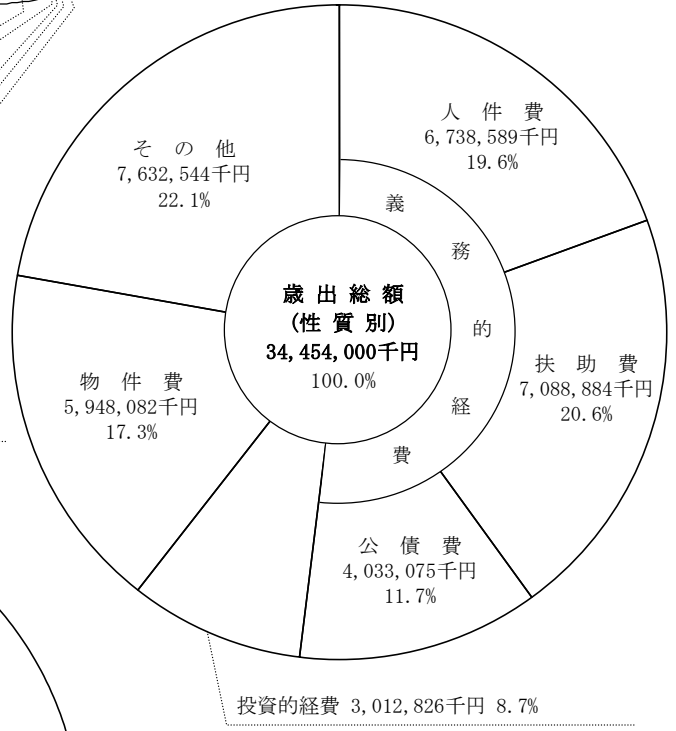 人 件 費
6,738,589千円
19.6%
そ の 他
7,632,544千円
22.1%
義
務
的
経
費
歳 出 総 額
(性 質 別)
34,454,000千円
100.0%
扶 助 費
7,088,884千円
20.6%
物 件 費
5,948,082千円
17.3%
公 債 費
4,033,075千円
11.7%
投資的経費 3,012,826千円 8.7%